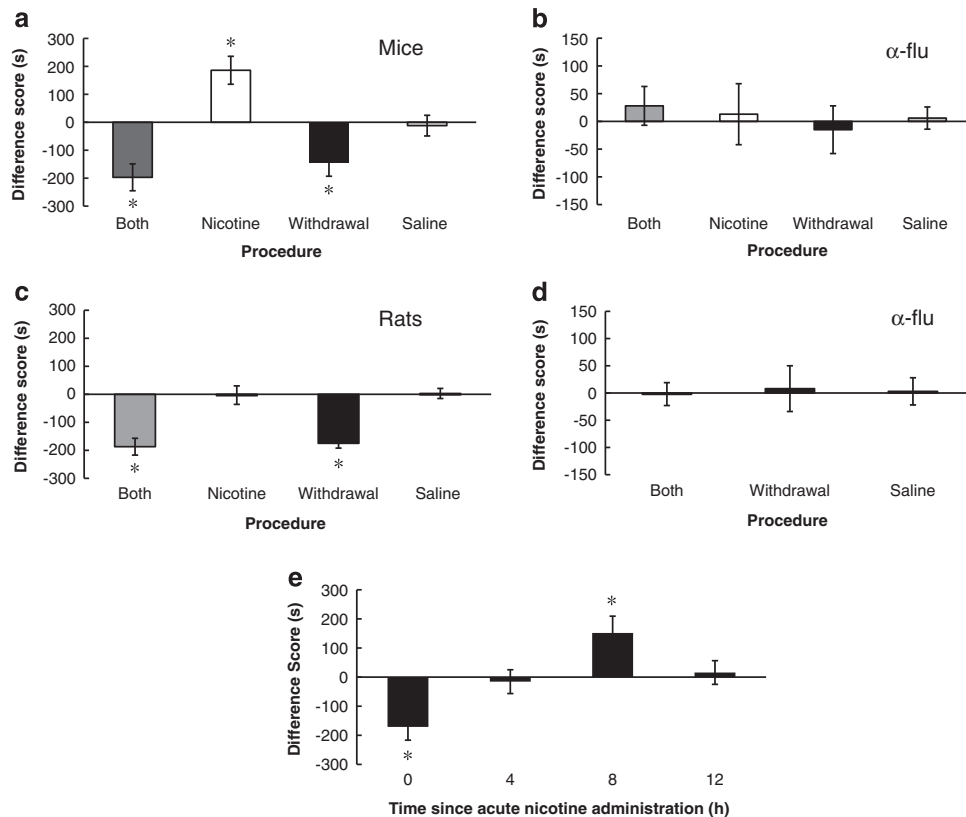 a
Mice
Difference score (s)
300
200
100
0
-100
-200
-300
*
*
*
Both Nicotine Withdrawal Saline
Procedure
b
α-flu
Difference score (s)
150
100
50
0
-50
-100
-150
Both Nicotine Withdrawal Saline
Procedure
c
Rats
Difference score (s)
300
200
100
0
-100
-200
-300
*
*
Both Nicotine Withdrawal Saline
Procedure
d
α-flu
Difference score (s)
150
100
50
0
-50
-100
-150
Both Withdrawal Saline
Procedure
e
Difference Score (s)
300
200
100
0
-100
-200
-300
*
*
0 4 8 12
Time since acute nicotine administration (h)